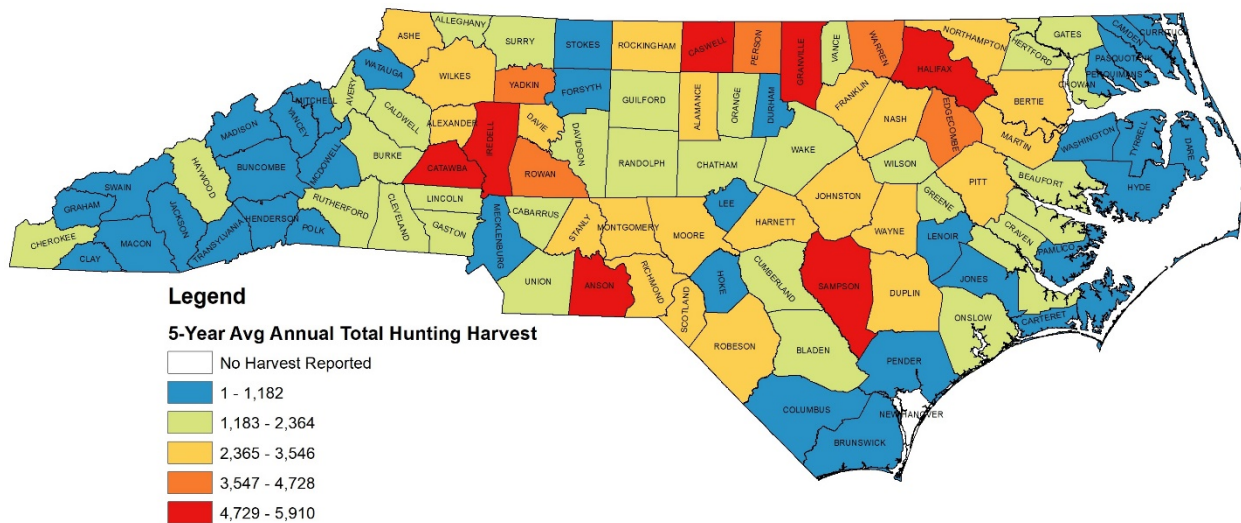 ALLEGHANY
ASHE
SURRY
STOKES
ROCKINGHAM
CASWELL
PERSON
GRANVILLE
VANCE
WARREN
NORTHAMPTON
HERTFORD
GATES
CAMDEN
CURRITUCK
PASQUOTANK
PERQUIMANS
CHOWAN
HALIFAX
BERTIE
WATAUGA
WILKES
YADKIN
FORSYTH
GUILFORD
ALAMANCE
ORANGE
DURHAM
FRANKLIN
NASH
EDGECOMBE
MARTIN
WASHINGTON
TYRRELL
DARE
HYDE
MITCHELL
AVERY
YANCEY
MADISON
CALDWELL
ALEXANDER
IREDELL
DAVIE
DAVIDSON
RANDOLPH
CHATHAM
WAKE
WILSON
PITT
BEAUFORT
HAYWOOD
BUNCOMBE
MCDOWELL
BURKE
CATAWBA
ROWAN
JOHNSTON
GREENE
SWAIN
GRAHAM
JACKSON
HENDERSON
RUTHERFORD
CLEVELAND
LINCOLN
GASTON
MECKLENBURG
CABARRUS
STANLY
MONTGOMERY
MOORE
LEE
HARNETT
WAYNE
LENOIR
CRAVEN
PAMLICO
CHEROKEE
CLAY
MACON
TRANSYLVANIA
POLK
UNION
ANSON
RICHMOND
SCOTLAND
HOKE
CUMBERLAND
SAMPSON
DUPLIN
JONES
CARTERET
ONSLOW
ROBESON
BLADEN
PENDER
COLUMBUS
NEW HANOVER
BRUNSWICK
Legend
5-Year Avg Annual Total Hunting Harvest
No Harvest Reported
1 - 1,182
1,183 - 2,364
2,365 - 3,546
3,547 - 4,728
4,729 - 5,910